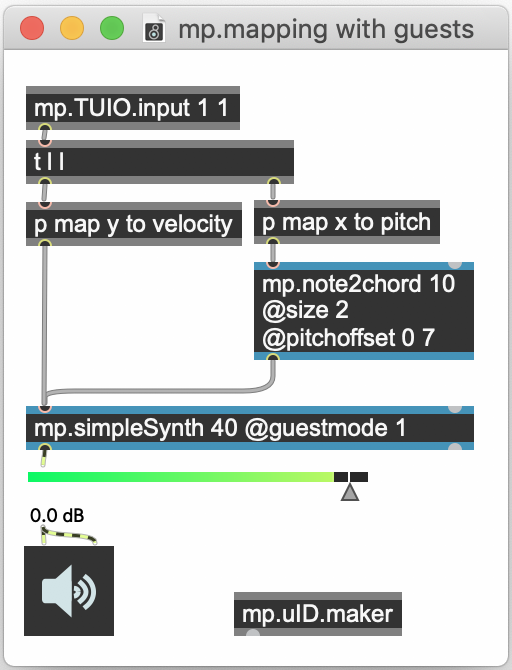 mp.mapping with guests
mp.TUIO.input 1 1
t l l
p map y to velocity
p map x to pitch
mp.note2chord 10
@size 2
@pitchoffset 0 7
mp.simpleSynth 40 @guestmode 1
0.0 dB
mp.uID.maker